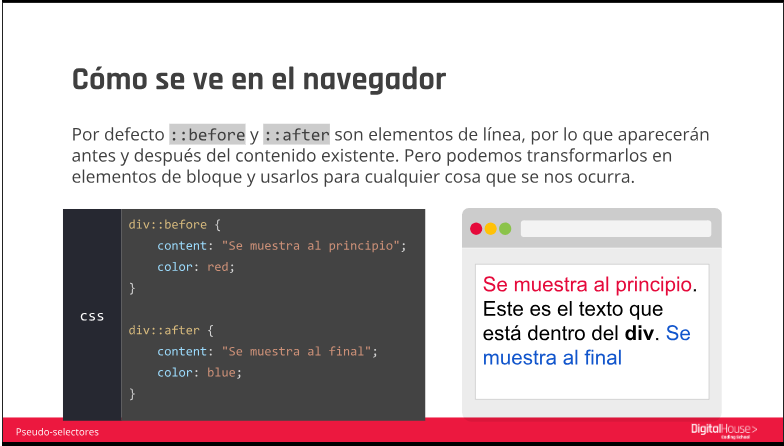 Cómo se ve en el navegador
Por defecto ::before y ::after son elementos de línea, por lo que aparecerán
antes y después del contenido existente. Pero podemos transformarlos en
elementos de bloque y usarlos para cualquier cosa que se nos ocurra.
css
div::before {
    content: "Se muestra al principio";
    color: red;
}
div::after {
    content: "Se muestra al final";
    color: blue;
}
Se muestra al principio.
Este es el texto que
está dentro del div. Se
muestra al final
Pseudo-selectores
DigitalHouse>
Coding School